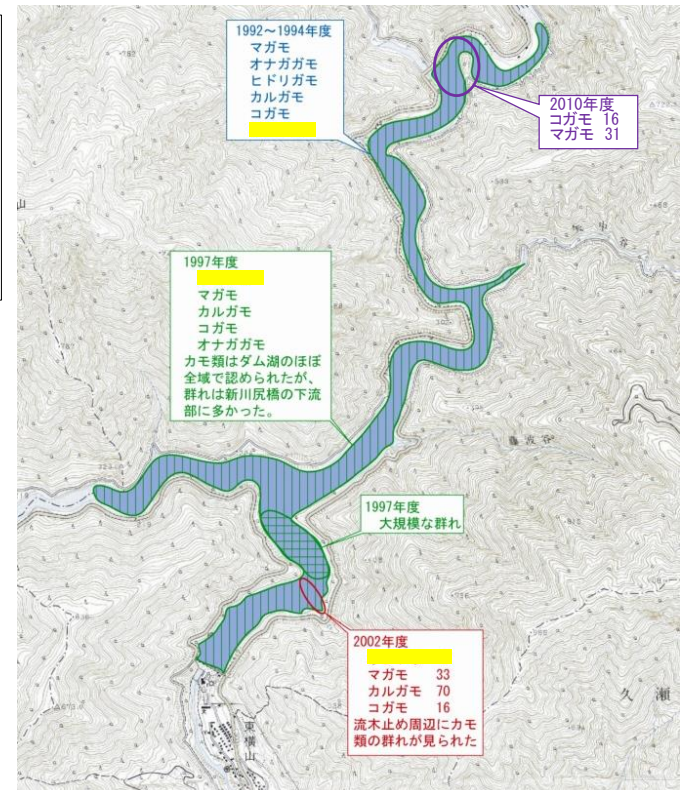 1992～1994年度
マガモ
オナガガモ
ヒドリガモ
カルガモ
コガモ
2010年度
コガモ 16
マガモ 31
1997年度
マガモ
カルガモ
コガモ
オナガガモ
カモ類はダム湖のほぼ
全域で認められたが、
群れは新川尻橋の下流
部に多かった。
1997年度
大規模な群れ
2002年度
マガモ 33
カルガモ 70
コガモ 16
流木止め周辺にカモ
類の群れが見られた
久瀬
東横山
山